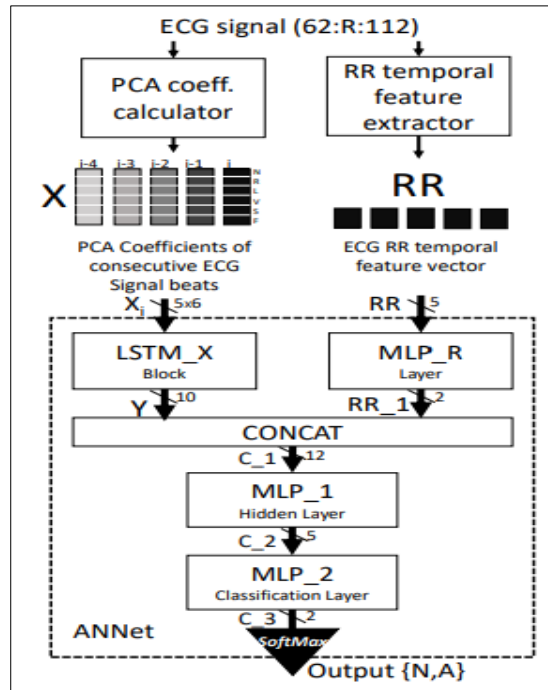 ECG signal (62:R:112)
PCA coeff.
calculator
RR temporal
feature
extractor
i-4 i-3 i-2 i-1 i
X
N
R
L
V
S
F
RR
PCA Coefficients of
consecutive ECG
Signal beats
ECG RR temporal
feature vector
Xi 5x6
RR 5
LSTM_X
Block
MLP_R
Layer
Y 10
RR_1 2
CONCAT
C_1 12
MLP_1
Hidden Layer
C_2 5
MLP_2
Classification Layer
C_3 2
SoftMax
ANNet
Output {N,A}